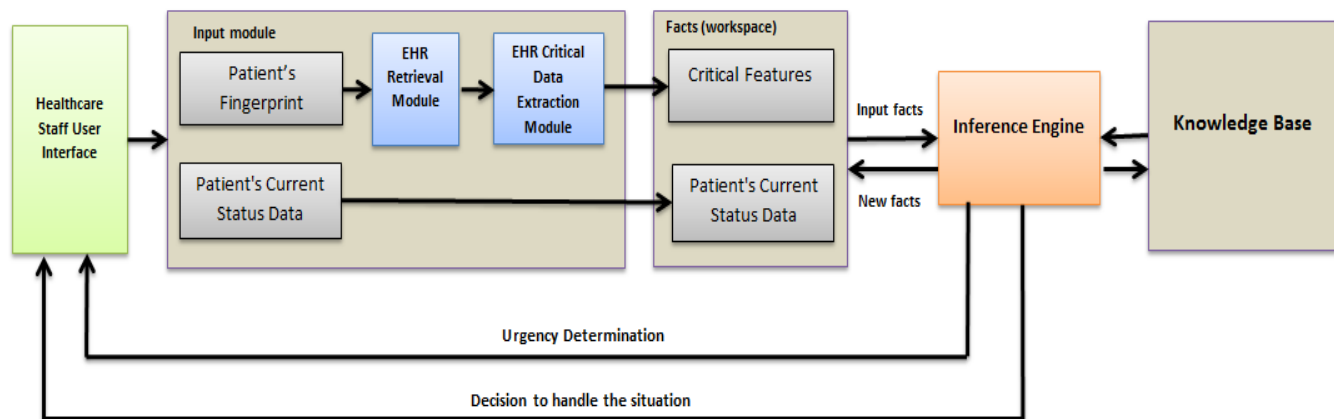 Healthcare
Staff User
Interface
Input module
Patient's
Fingerprint
EHR
Retrieval
Module
EHR Critical
Data
Extraction
Module
Patient's Current
Status Data
Facts (workspace)
Critical Features
Patient's Current
Status Data
Input facts
New facts
Inference Engine
Knowledge Base
Urgency Determination
Decision to handle the situation